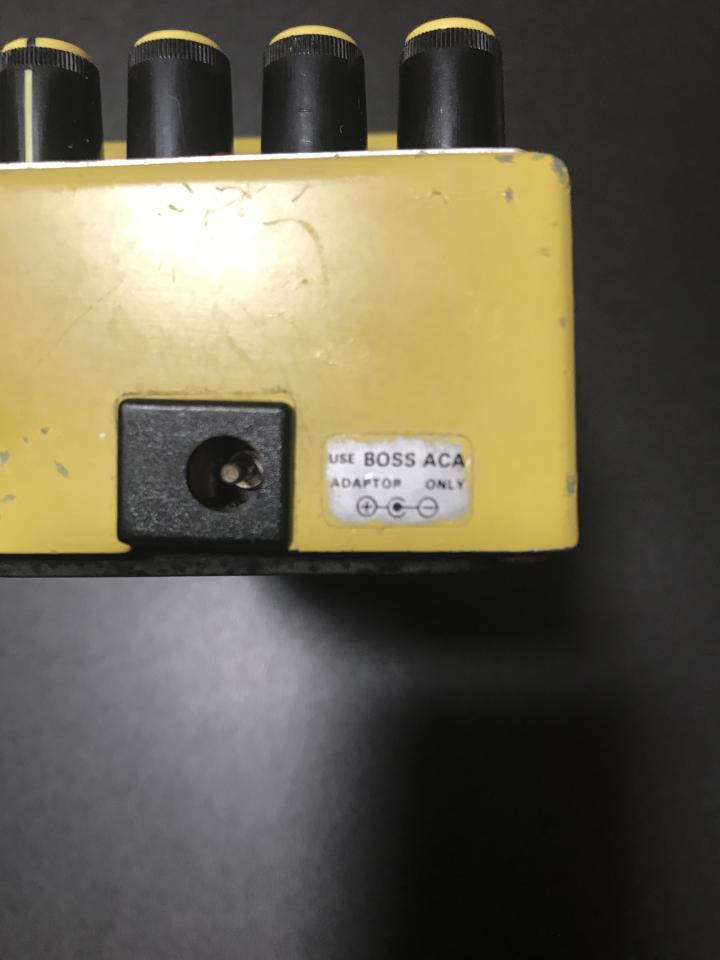 USE BOSS ACA
ADAPTOR ONLY
+ -